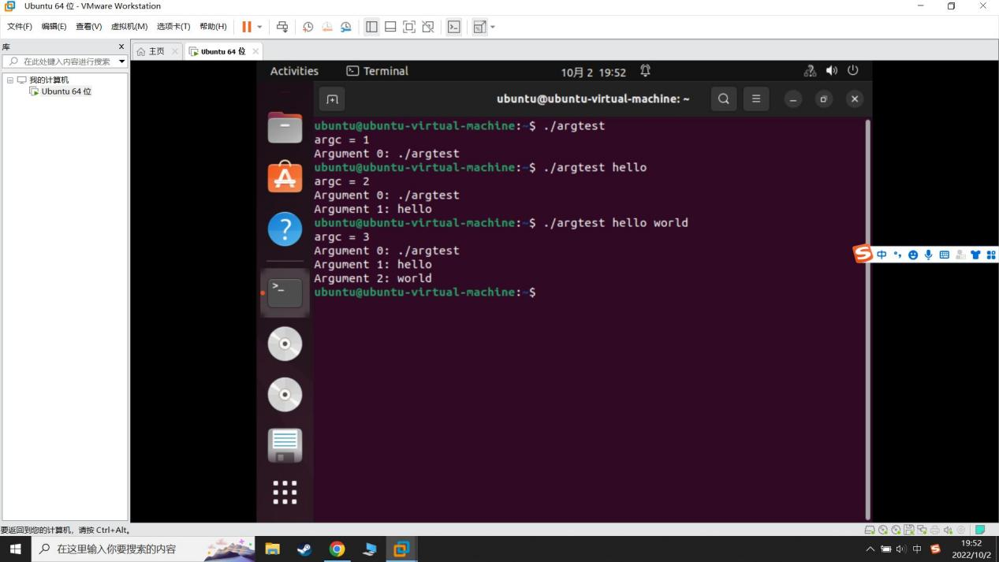 Ubuntu 64 位 - VMware Workstation
文件(F) 编辑(E) 查看(V) 虚拟机(M) 选项卡(T) 帮助(H)
库
在此处键入内容进行搜索
我的计算机
Ubuntu 64 位
主页
Ubuntu 64 位
Activities
Terminal
10月 2 19:52
ubuntu@ubuntu-virtual-machine: ~
ubuntu@ubuntu-virtual-machine:~$ ./argtest
argc = 1
Argument 0: ./argtest
ubuntu@ubuntu-virtual-machine:~$ ./argtest hello
argc = 2
Argument 0: ./argtest
Argument 1: hello
ubuntu@ubuntu-virtual-machine:~$ ./argtest hello world
argc = 3
Argument 0: ./argtest
Argument 1: hello
Argument 2: world
ubuntu@ubuntu-virtual-machine:~$
中
要返回到您的计算机，请按 Ctrl+Alt。
在这里输入你要搜索的内容
中
19:52
2022/10/2